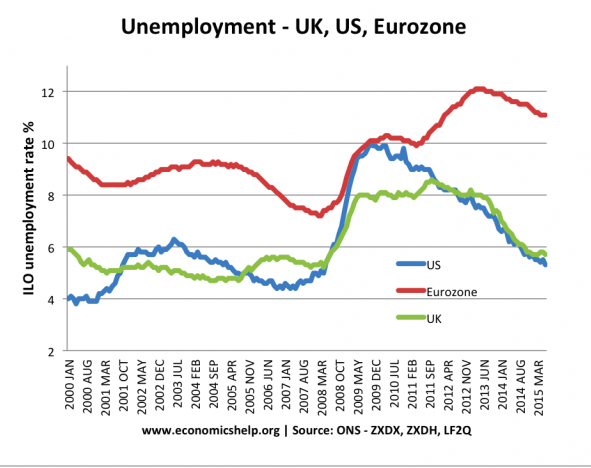 Unemployment - UK, US, Eurozone
ILO unemployment rate %
12
10
8
6
4
2
US
Eurozone
UK
2000 JAN
2000 AUG
2001 MAR
2001 OCT
2002 MAY
2002 DEC
2003 JUL
2004 FEB
2004 SEP
2005 APR
2005 NOV
2006 JUN
2007 JAN
2007 AUG
2008 MAR
2008 OCT
2009 MAY
2009 DEC
2010 JUL
2011 FEB
2011 SEP
2012 APR
2012 NOV
2013 JUN
2014 JAN
2014 AUG
2015 MAR
www.economicshelp.org | Source: ONS - ZXDX, ZXDH, LF2Q